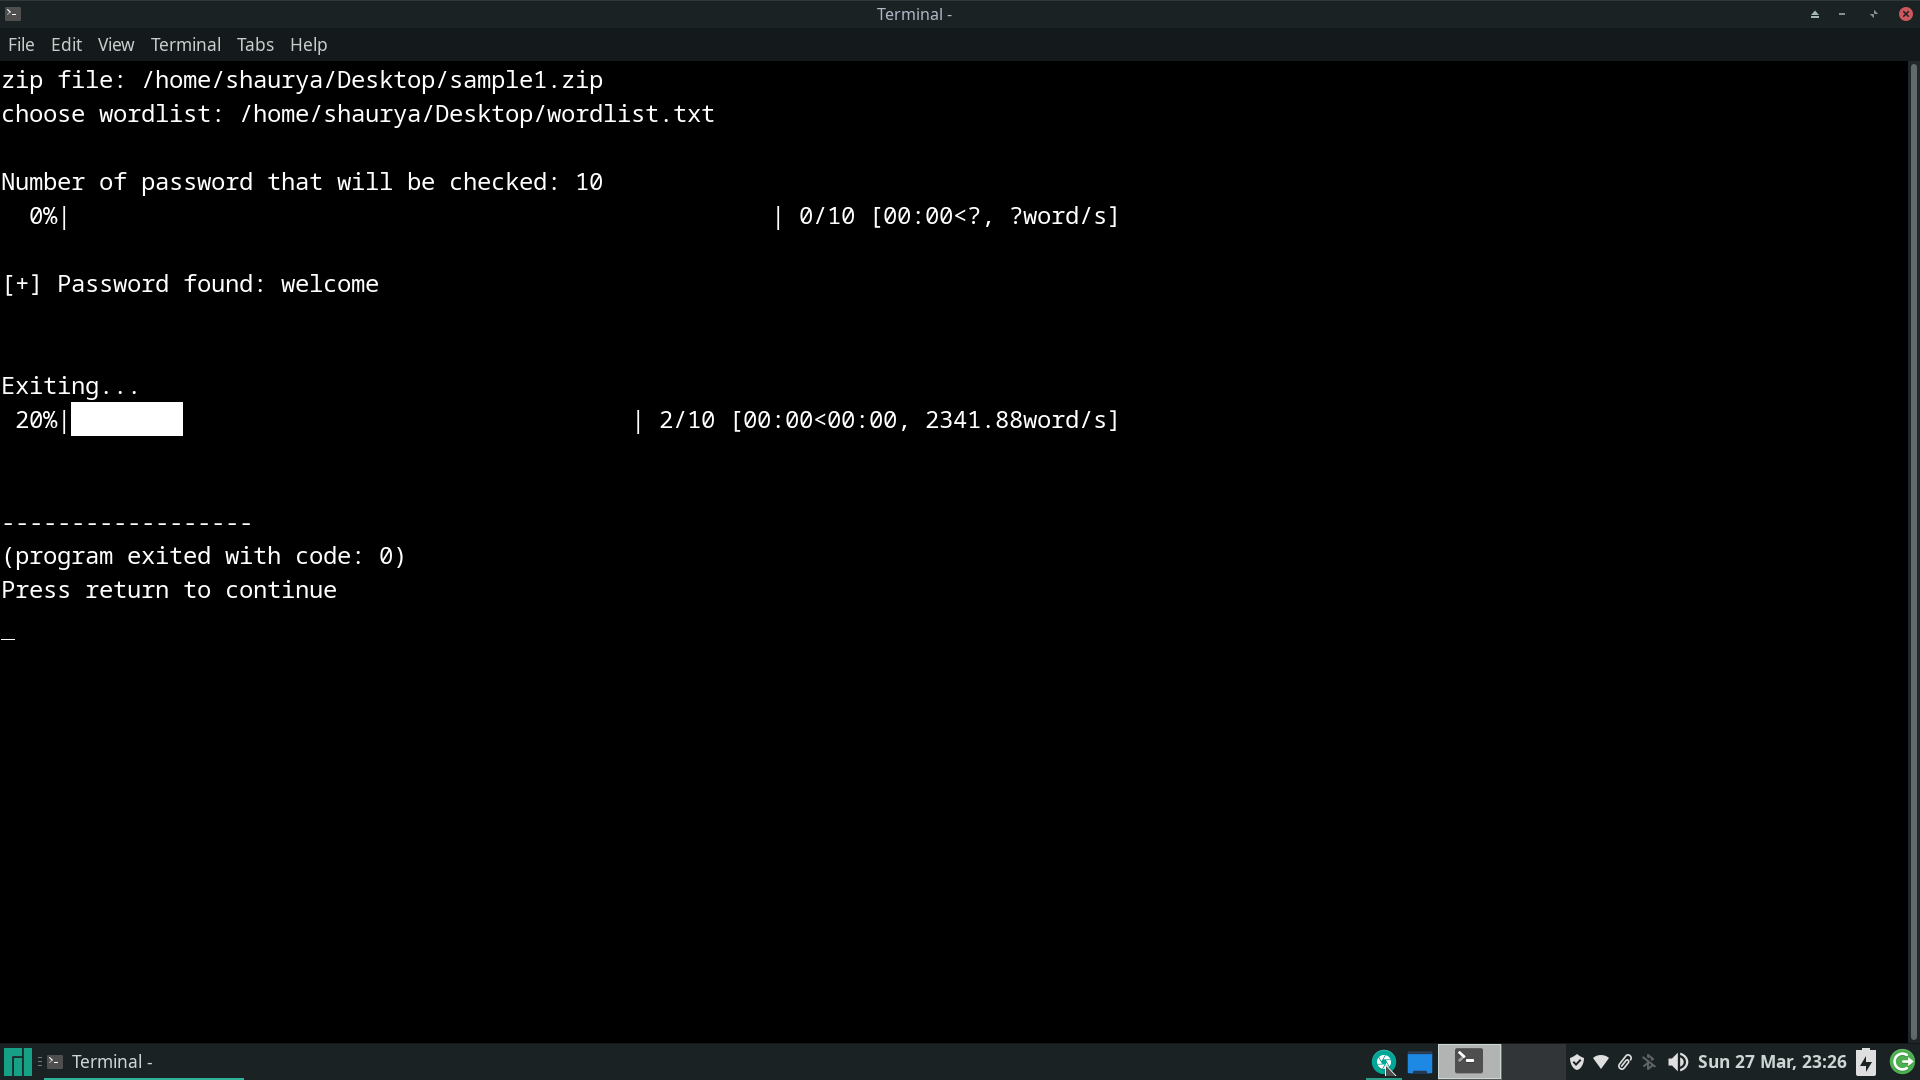 Terminal -
File Edit View Terminal Tabs Help
zip file: /home/shaurya/Desktop/sample1.zip
choose wordlist: /home/shaurya/Desktop/wordlist.txt
Number of password that will be checked: 10
0%| | 0/10 [00:00<?, ?word/s]
[+] Password found: welcome
Exiting...
20%| | 2/10 [00:00<00:00, 2341.88word/s]
------------------
(program exited with code: 0)
Press return to continue
_
Terminal -
Sun 27 Mar, 23:26